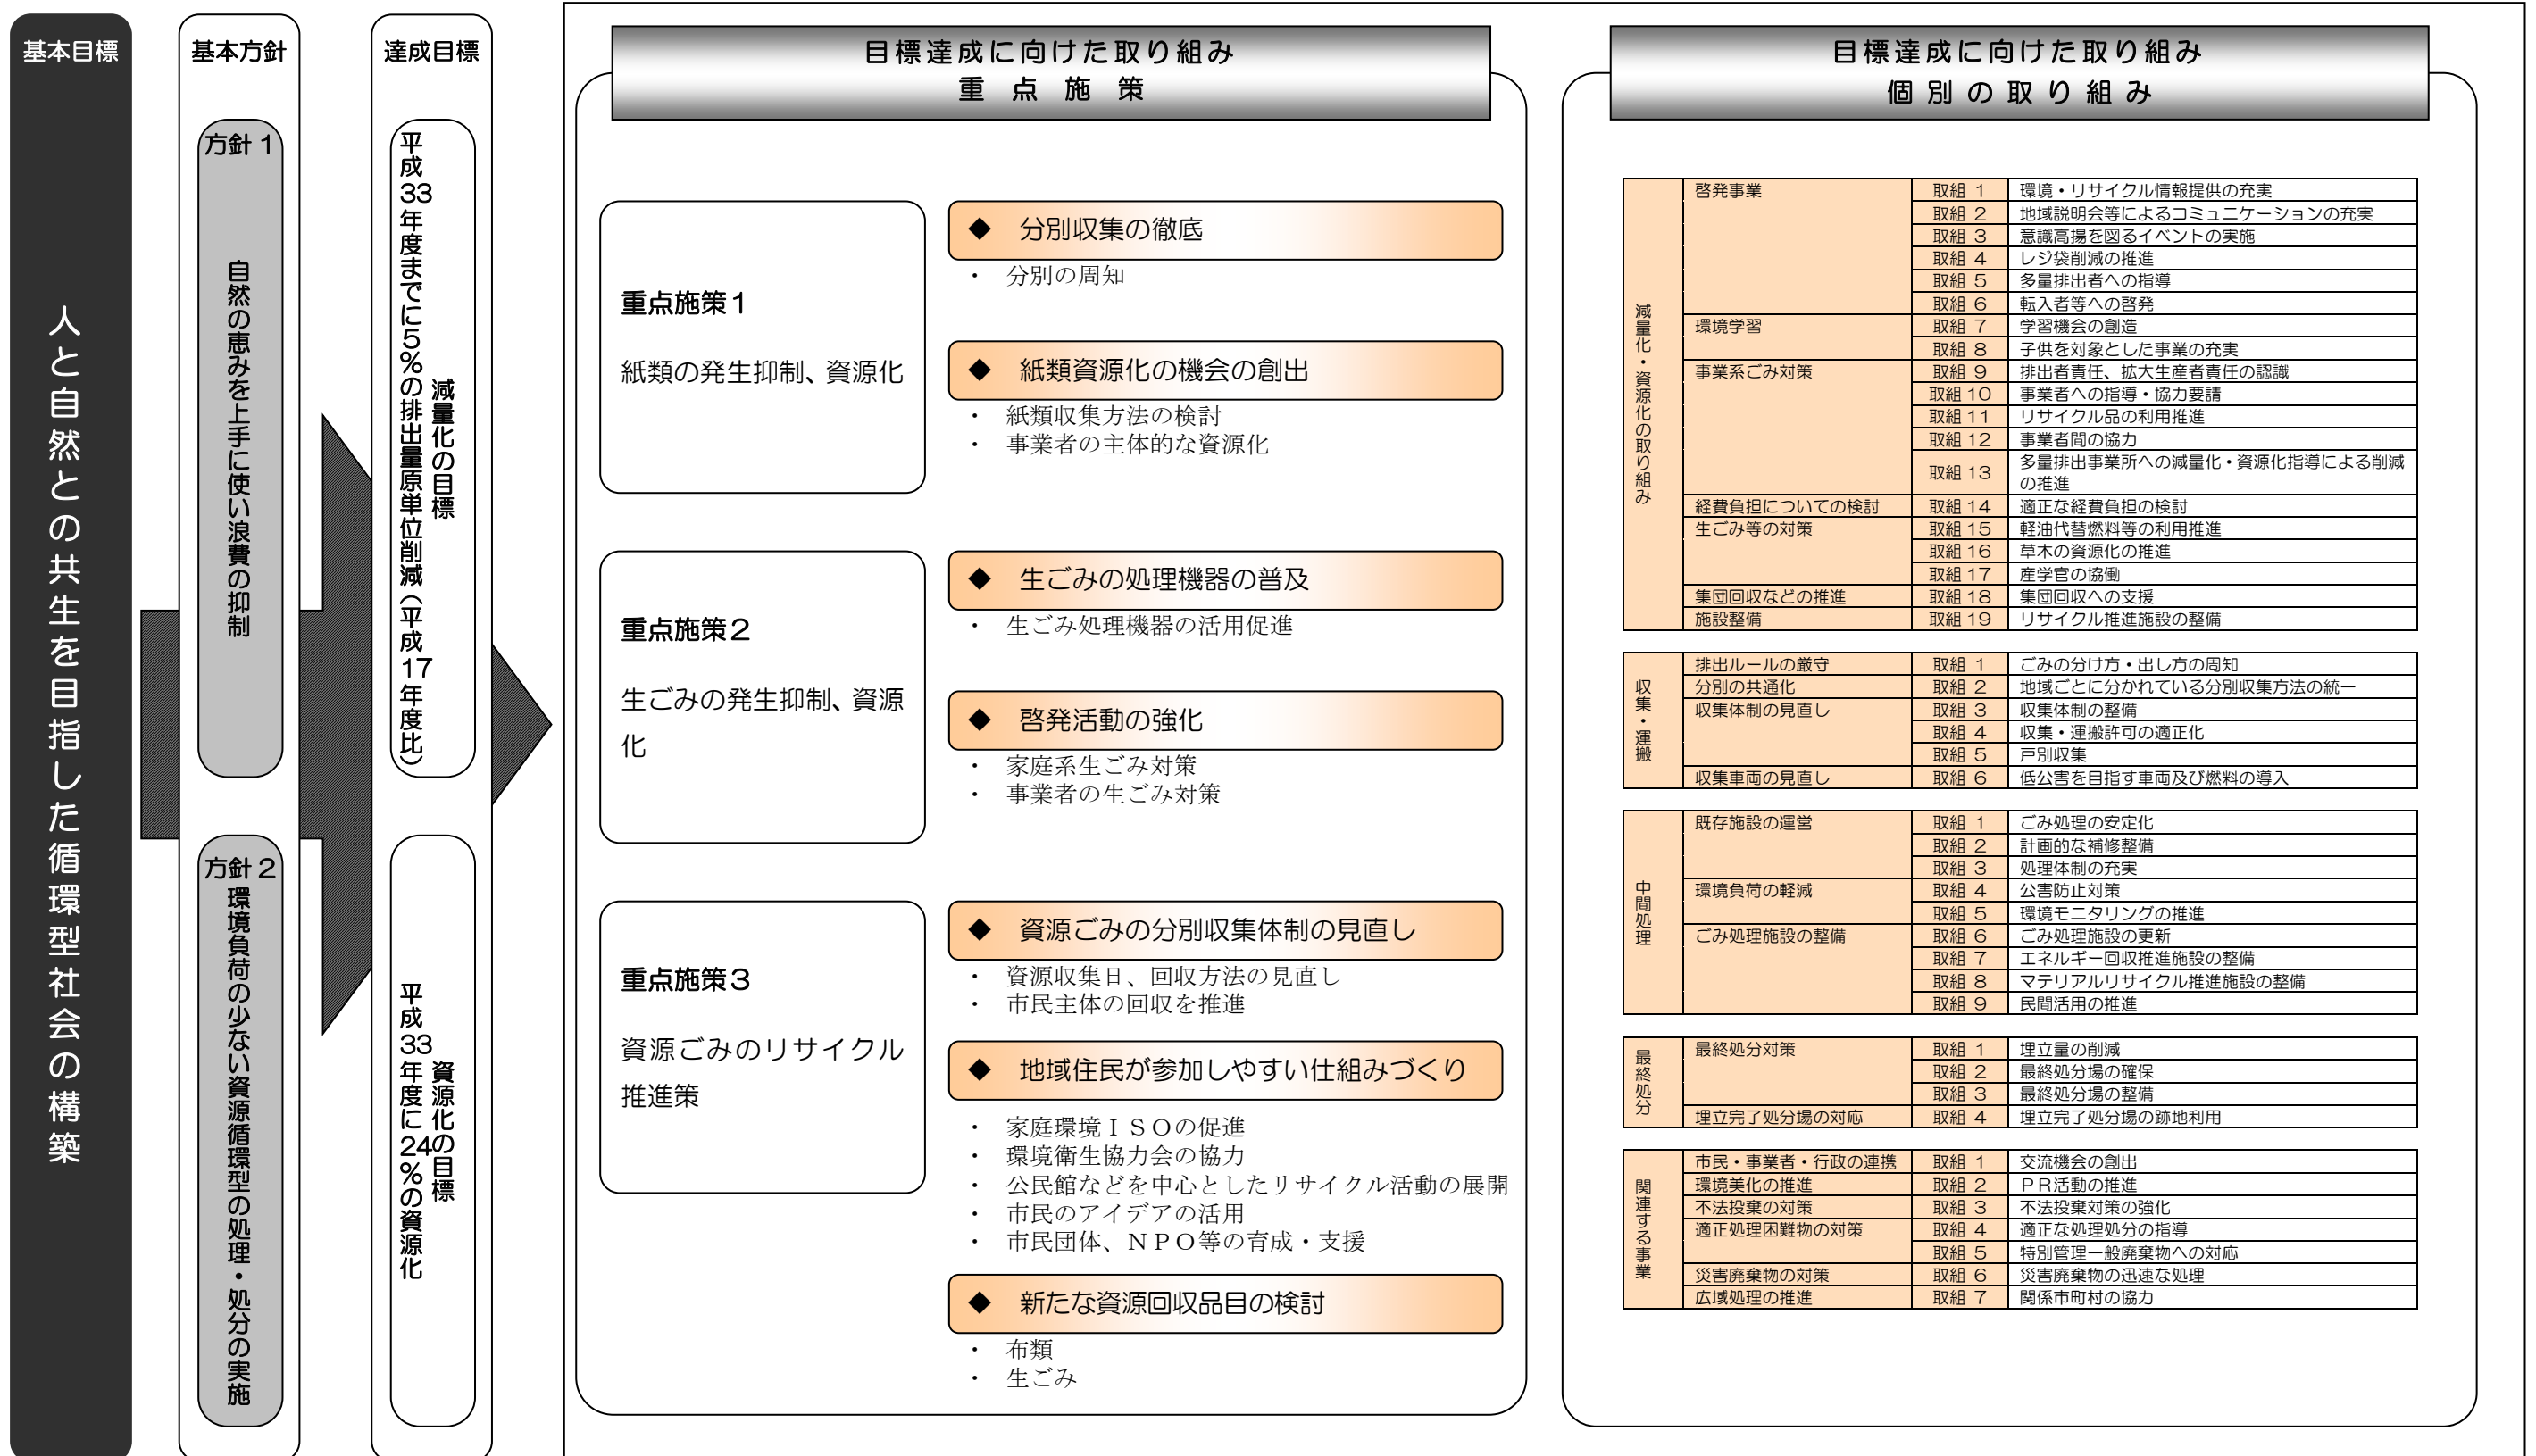 基本目標
人と自然との共生を目指した循環型社会の構築
基本方針
方針１
自然の恵みを上手に使い浪費の抑制
方針２
環境負荷の少ない資源循環型の処理・処分の実施
達成目標
減量化の目標
平成33年度までに５％の排出量原単位削減（平成17年度比）
資源化の目標
平成33年度に24％の資源化
目標達成に向けた取り組み
重点施策
重点施策１
紙類の発生抑制、資源化
◆ 分別収集の徹底
・ 分別の周知
◆ 紙類資源化の機会の創出
・ 紙類収集方法の検討
・ 事業者の主体的な資源化
重点施策２
生ごみの発生抑制、資源
化
◆ 生ごみの処理機器の普及
・ 生ごみ処理機器の活用促進
◆ 啓発活動の強化
・ 家庭系生ごみ対策
・ 事業者の生ごみ対策
重点施策３
資源ごみのリサイクル
推進策
◆ 資源ごみの分別収集体制の見直し
・ 資源収集日、回収方法の見直し
・ 市民主体の回収を推進
◆ 地域住民が参加しやすい仕組みづくり
・ 家庭環境ＩＳＯの促進
・ 環境衛生協力会の協力
・ 公民館などを中心としたリサイクル活動の展開
・ 市民のアイデアの活用
・ 市民団体、ＮＰＯ等の育成・支援
◆ 新たな資源回収品目の検討
・ 布類
・ 生ごみ
目標達成に向けた取り組み
個別の取り組み
減量化・資源化の取り組み
啓発事業 取組 1 環境・リサイクル情報提供の充実
取組 2 地域説明会等によるコミュニケーションの充実
取組 3 意識高揚を図るイベントの実施
取組 4 レジ袋削減の推進
取組 5 多量排出者への指導
取組 6 転入者等への啓発
環境学習 取組 7 学習機会の創造
取組 8 子供を対象とした事業の充実
事業系ごみ対策 取組 9 排出者責任、拡大生産者責任の認識
取組 10 事業者への指導・協力要請
取組 11 リサイクル品の利用推進
取組 12 事業者間の協力
取組 13 多量排出事業所への減量化・資源化指導による削減
の推進
経費負担についての検討 取組 14 適正な経費負担の検討
生ごみ等の対策 取組 15 軽油代替燃料等の利用推進
取組 16 草木の資源化の推進
取組 17 産学官の協働
集団回収などの推進 取組 18 集団回収への支援
施設整備 取組 19 リサイクル推進施設の整備
収集・運搬
排出ルールの厳守 取組 1 ごみの分け方・出し方の周知
分別の共通化 取組 2 地域ごとに分かれている分別収集方法の統一
収集体制の見直し 取組 3 収集体制の整備
取組 4 収集・運搬許可の適正化
取組 5 戸別収集
収集車両の見直し 取組 6 低公害を目指す車両及び燃料の導入
中間処理
既存施設の運営 取組 1 ごみ処理の安定化
取組 2 計画的な補修整備
取組 3 処理体制の充実
環境負荷の軽減 取組 4 公害防止対策
取組 5 環境モニタリングの推進
ごみ処理施設の整備 取組 6 ごみ処理施設の更新
取組 7 エネルギー回収推進施設の整備
取組 8 マテリアルリサイクル推進施設の整備
取組 9 民間活用の推進
最終処分
最終処分対策 取組 1 埋立量の削減
取組 2 最終処分場の確保
取組 3 最終処分場の整備
埋立完了処分場の対応 取組 4 埋立完了処分場の跡地利用
関連する事業
市民・事業者・行政の連携 取組 1 交流機会の創出
環境美化の推進 取組 2 ＰＲ活動の推進
不法投棄の対策 取組 3 不法投棄対策の強化
適正処理困難物の対策 取組 4 適正な処理処分の指導
取組 5 特別管理一般廃棄物への対応
災害廃棄物の対策 取組 6 災害廃棄物の迅速な処理
広域処理の推進 取組 7 関係市町村の協力